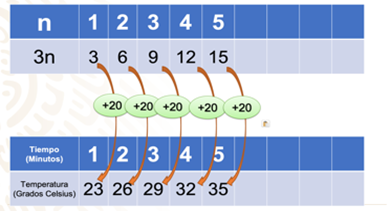 n 1 2 3 4 5
3n 3 6 9 12 15
+20 +20 +20 +20 +20
Tiempo
(Minutos) 1 2 3 4 5
Temperatura
(Grados Celsius) 23 26 29 32 35